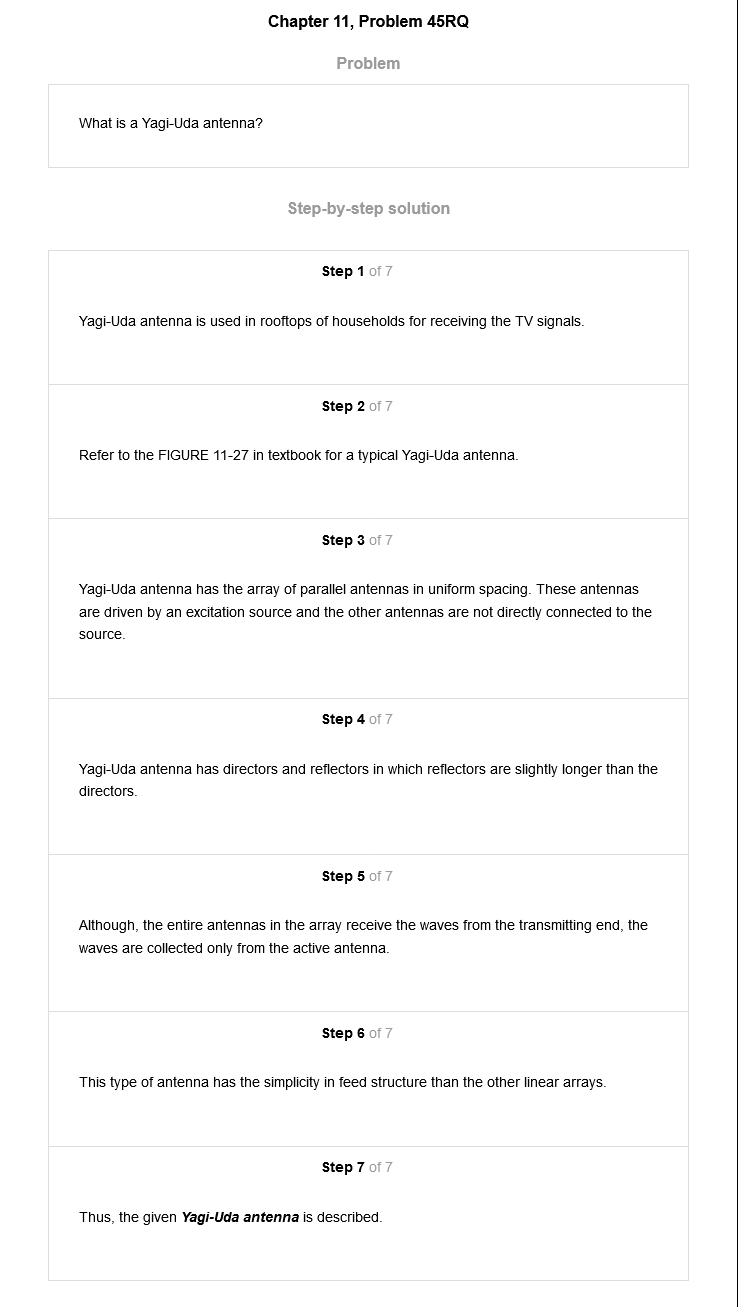 Chapter 11, Problem 45RQ
Problem
What is a Yagi-Uda antenna?
Step-by-step solution
Step 1 of 7
Yagi-Uda antenna is used in rooftops of households for receiving the TV signals.
Step 2 of 7
Refer to the FIGURE 11-27 in textbook for a typical Yagi-Uda antenna.
Step 3 of 7
Yagi-Uda antenna has the array of parallel antennas in uniform spacing. These antennas
are driven by an excitation source and the other antennas are not directly connected to the
source.
Step 4 of 7
Yagi-Uda antenna has directors and reflectors in which reflectors are slightly longer than the
directors.
Step 5 of 7
Although, the entire antennas in the array receive the waves from the transmitting end, the
waves are collected only from the active antenna.
Step 6 of 7
This type of antenna has the simplicity in feed structure than the other linear arrays.
Step 7 of 7
Thus, the given Yagi-Uda antenna is described.